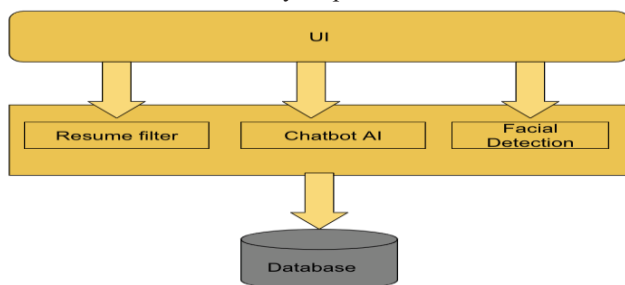 UI
Resume filter
Chatbot AI
Facial
Detection
Database